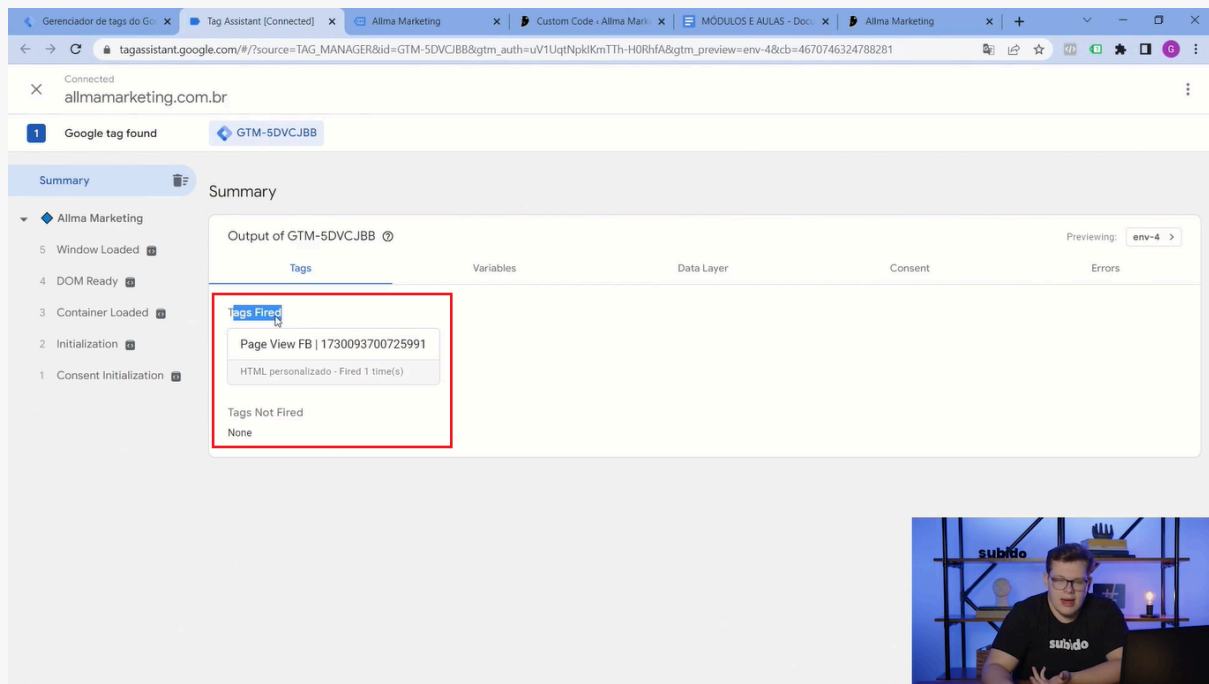 Gerenciador de tags do Go
Tag Assistant [Connected]
Allma Marketing
Custom Code ‹ Allma Mark
MÓDULOS E AULAS - Docu
Allma Marketing
tagassistant.google.com/#/?source=TAG_MANAGER&id=GTM-5DVCJBB&gtm_auth=uV1UqtNpkIKmTTh-H0RhfA&gtm_preview=env-4&cb=4670746324788281
G
Connected
allmamarketing.com.br
1 Google tag found
GTM-5DVCJBB
Summary
Allma Marketing
5 Window Loaded
4 DOM Ready
3 Container Loaded
2 Initialization
1 Consent Initialization
Summary
Output of GTM-5DVCJBB
Previewing: env-4
Tags
Variables
Data Layer
Consent
Errors
Tags Fired
Page View FB | 1730093700725991
HTML personalizado - Fired 1 time(s)
Tags Not Fired
None
subido
#
subido